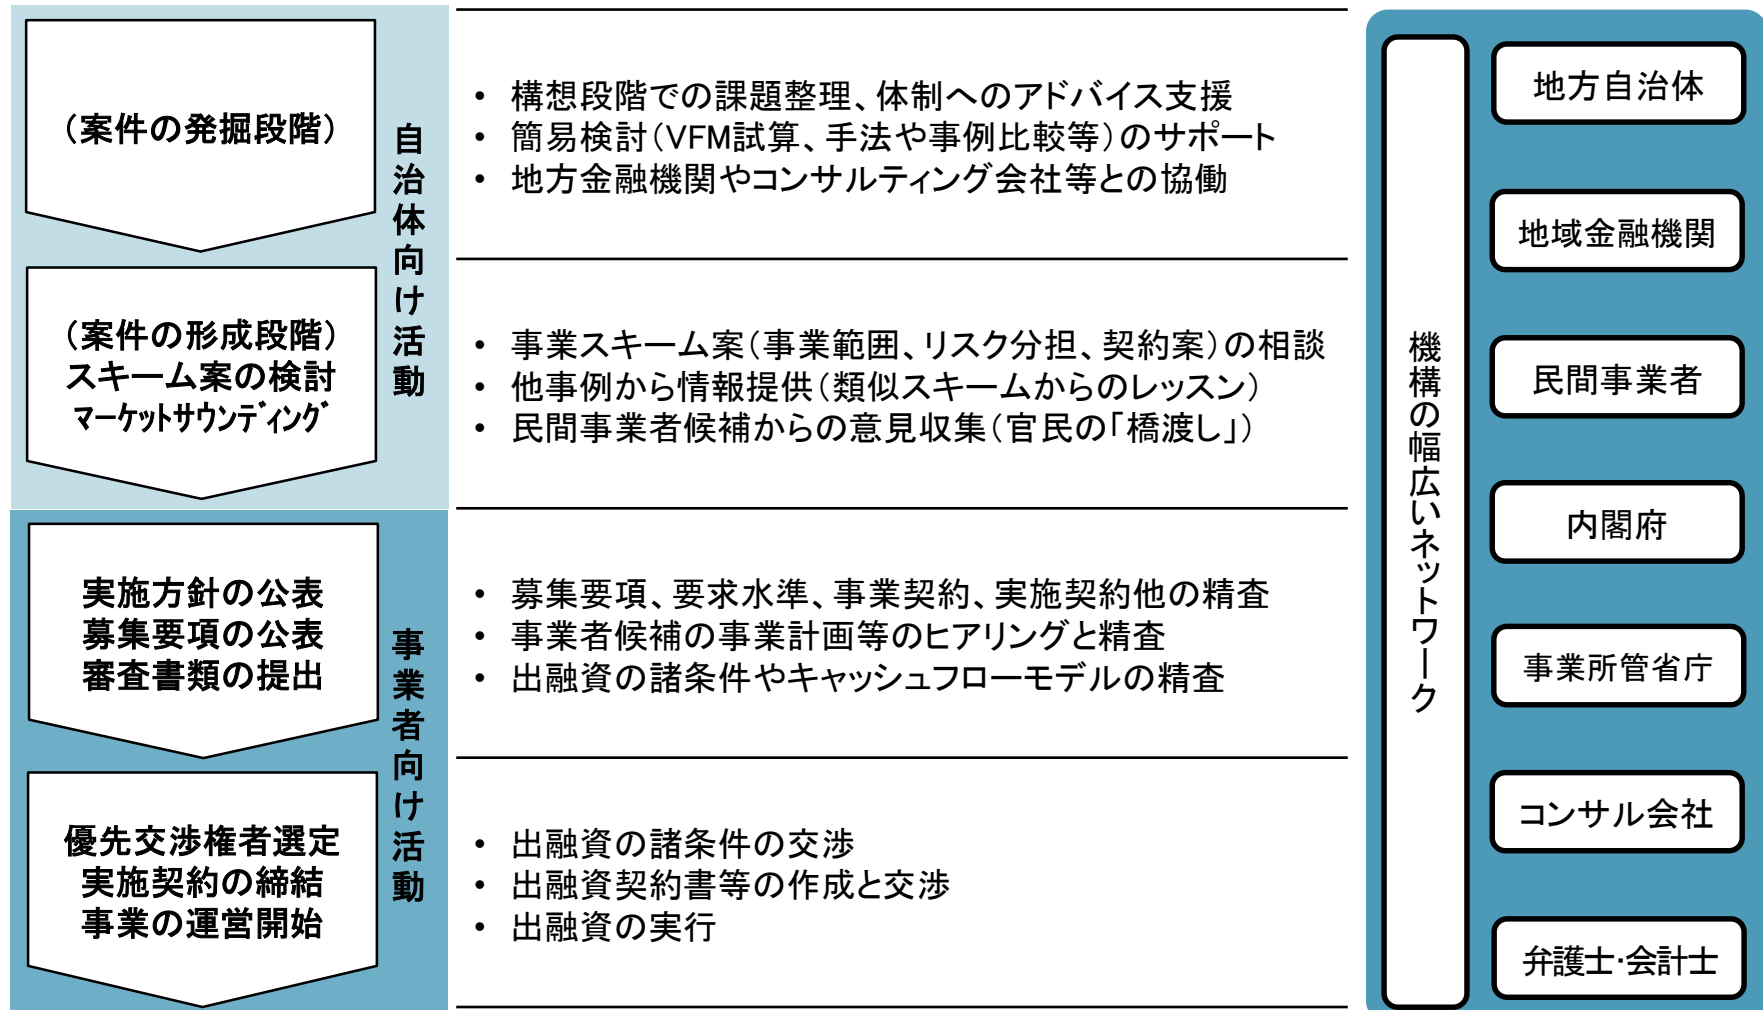 (案件の発掘段階)
自治体向け活動
• 構想段階での課題整理、体制へのアドバイス支援
• 簡易検討(VFM試算、手法や事例比較等)のサポート
• 地方金融機関やコンサルティング会社等との協働
(案件の形成段階)
スキーム案の検討
マーケットサウンディング
• 事業スキーム案(事業範囲、リスク分担、契約案)の相談
• 他事例から情報提供(類似スキームからのレッスン)
• 民間事業者候補からの意見収集(官民の「橋渡し」)
実施方針の公表
募集要項の公表
審査書類の提出
事業者向け活動
• 募集要項、要求水準、事業契約、実施契約他の精査
• 事業者候補の事業計画等のヒアリングと精査
• 出融資の諸条件やキャッシュフローモデルの精査
優先交渉権者選定
実施契約の締結
事業の運営開始
• 出融資の諸条件の交渉
• 出融資契約書等の作成と交渉
• 出融資の実行
機構の幅広いネットワーク
地方自治体
地域金融機関
民間事業者
内閣府
事業所管省庁
コンサル会社
弁護士・会計士